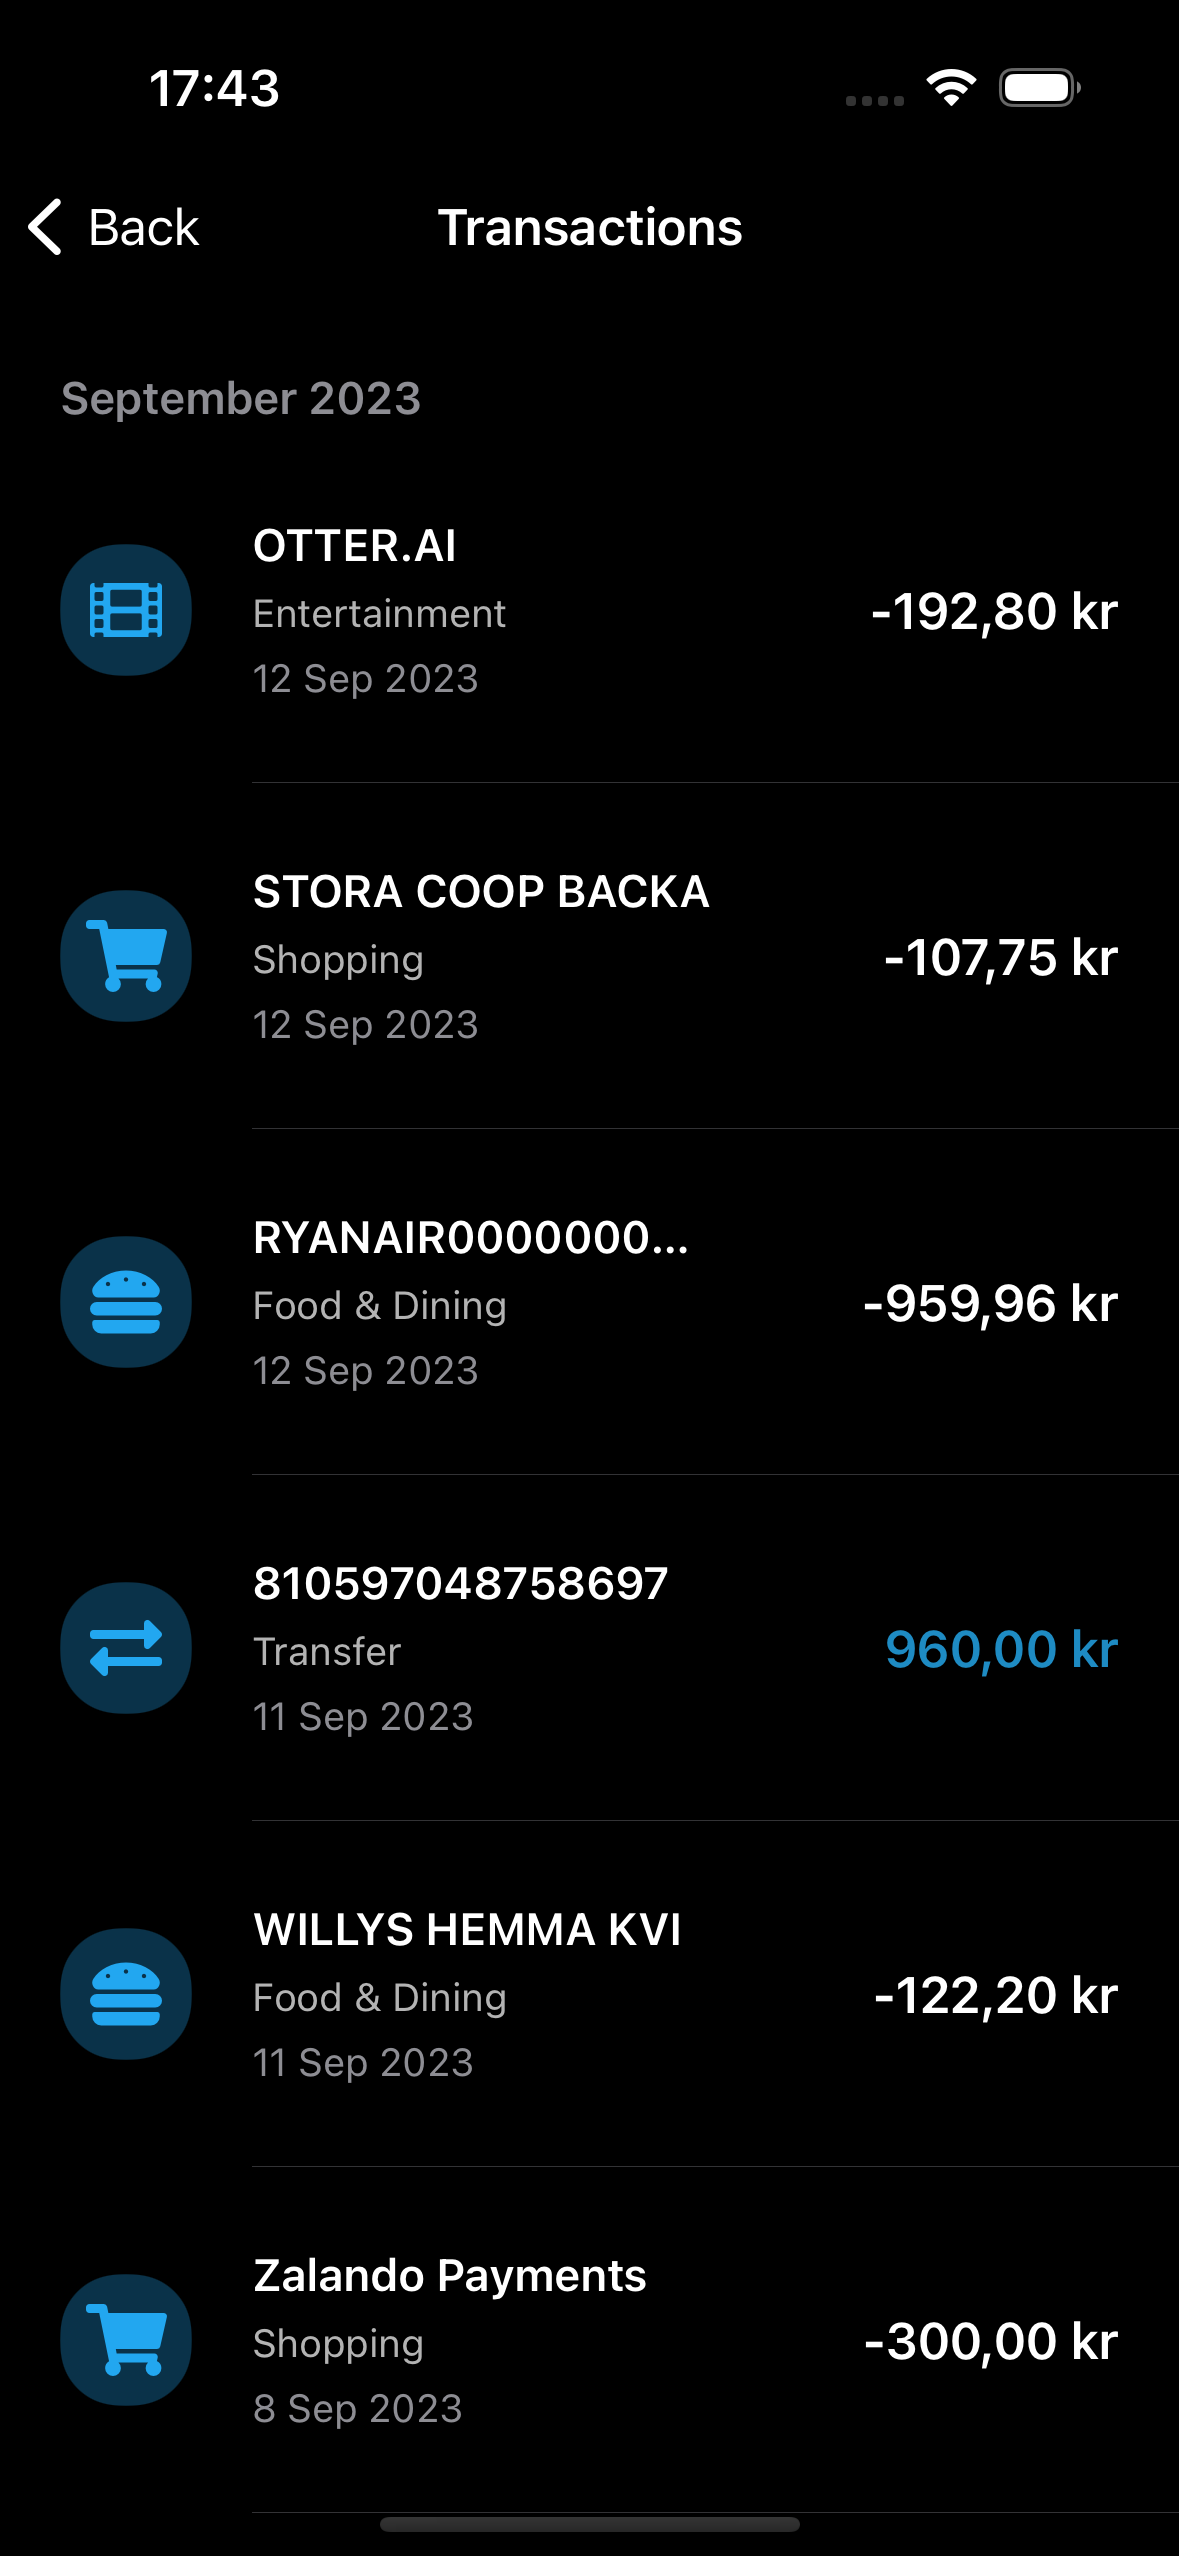 17:43
Back
Transactions
September 2023
OTTER.AI
Entertainment
-192,80 kr
12 Sep 2023
STORA COOP BACKA
Shopping
-107,75 kr
12 Sep 2023
RYANAIR0000000...
Food & Dining
-959,96 kr
12 Sep 2023
810597048758697
Transfer
960,00 kr
11 Sep 2023
WILLYS HEMMA KVI
Food & Dining
-122,20 kr
11 Sep 2023
Zalando Payments
Shopping
-300,00 kr
8 Sep 2023